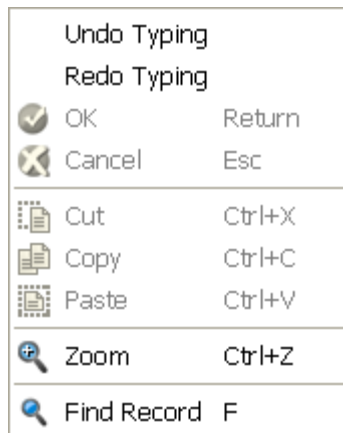 Undo Typing
Redo Typing
OK Return
Cancel Esc
Cut Ctrl+X
Copy Ctrl+C
Paste Ctrl+V
Zoom Ctrl+Z
Find Record F